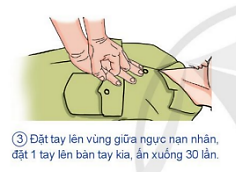 ③ Đặt tay lên vùng giữa ngực nạn nhân,
đặt 1 tay lên bàn tay kia, ấn xuống 30 lần.